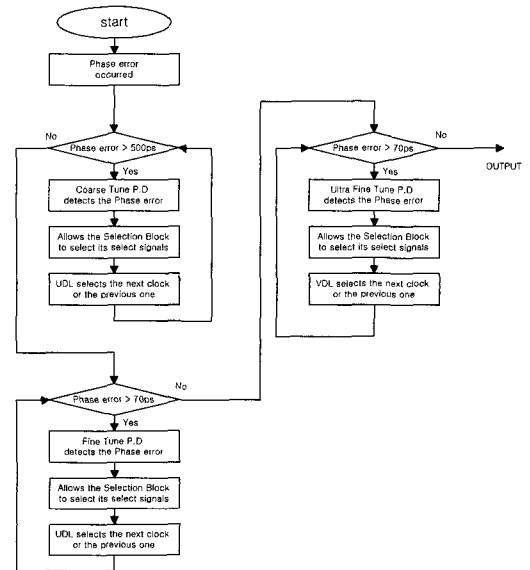 start
Phase error
occurred
No
Phase error > 500ps
Yes
Coarse Tune P.D
detects the Phase error
Allows the Selection Block
to select its select signals
UDL selects the next clock
or the previous one
No
Phase error > 70ps
Yes
Fine Tune P.D
detects the Phase error
Allows the Selection Block
to select its select signals
UDL selects the next clock
or the previous one
Phase error > 70ps
No
OUTPUT
Yes
Ultra Fine Tune P.D
detects the Phase error
Allows the Selection Block
to select its select signals
VDL selects the next clock
or the previous one